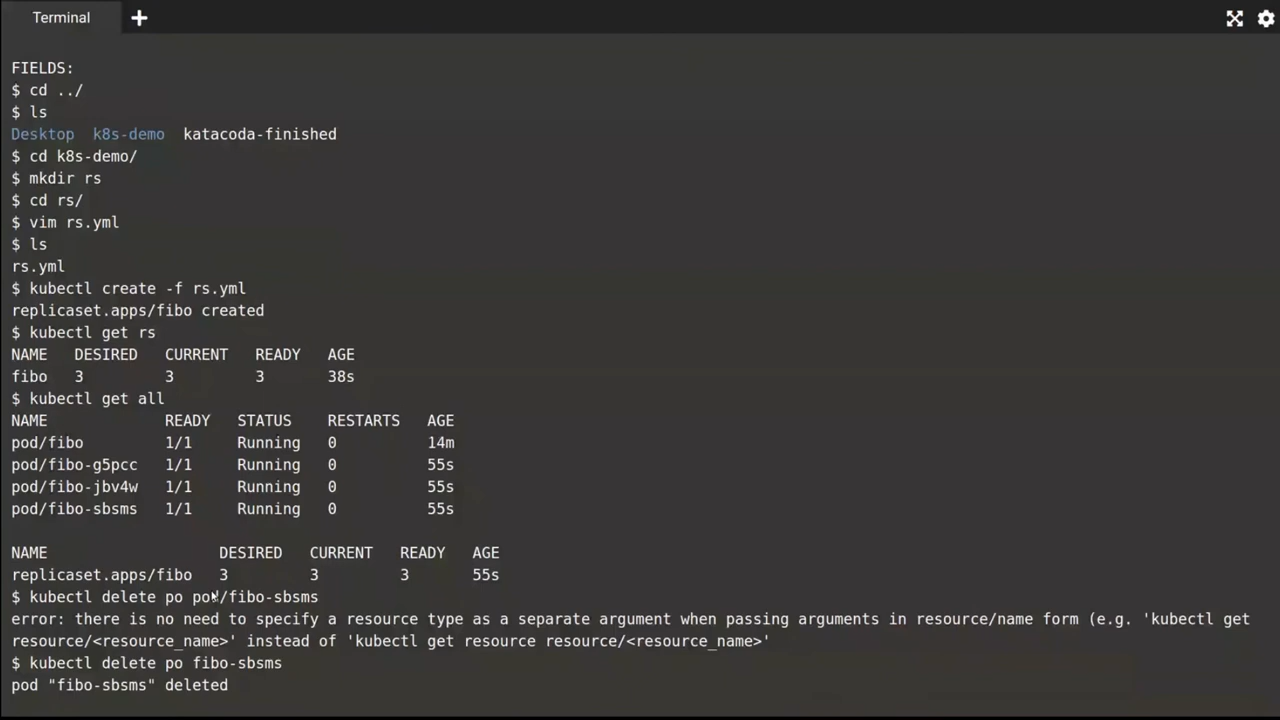 Terminal
FIELDS:
$ cd ../
$ ls
Desktop  k8s-demo  katacoda-finished
$ cd k8s-demo/
$ mkdir rs
$ cd rs/
$ vim rs.yml
$ ls
rs.yml
$ kubectl create -f rs.yml
replicaset.apps/fibo created
$ kubectl get rs
NAME   DESIRED   CURRENT   READY   AGE
fibo   3         3         3       38s
$ kubectl get all
NAME             READY   STATUS    RESTARTS   AGE
pod/fibo         1/1     Running   0          14m
pod/fibo-g5pcc   1/1     Running   0          55s
pod/fibo-jbv4w   1/1     Running   0          55s
pod/fibo-sbsms   1/1     Running   0          55s
NAME                   DESIRED   CURRENT   READY   AGE
replicaset.apps/fibo   3         3         3       55s
$ kubectl delete po pod/fibo-sbsms
error: there is no need to specify a resource type as a separate argument when passing arguments in resource/name form (e.g. 'kubectl get
resource/<resource_name>' instead of 'kubectl get resource resource/<resource_name>'
$ kubectl delete po fibo-sbsms
pod "fibo-sbsms" deleted